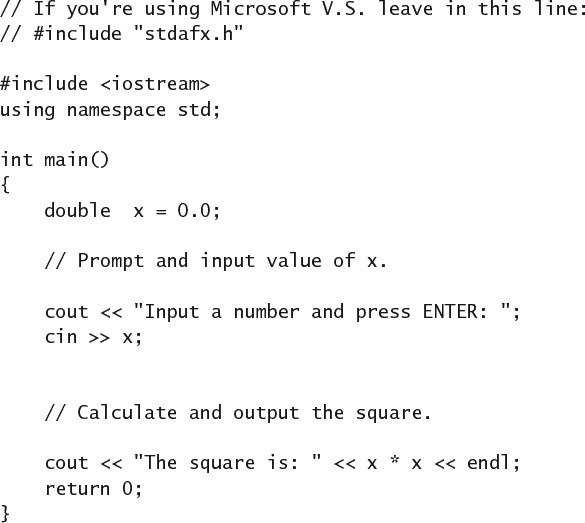 // If you're using Microsoft V.S. leave in this line:
// #include "stdafx.h"
#include <iostream>
using namespace std;
int main()
{
double  x = 0.0;
// Prompt and input value of x.
cout << "Input a number and press ENTER: ";
cin >> x;
// Calculate and output the square.
cout << "The square is: " << x * x << endl;
return 0;
}